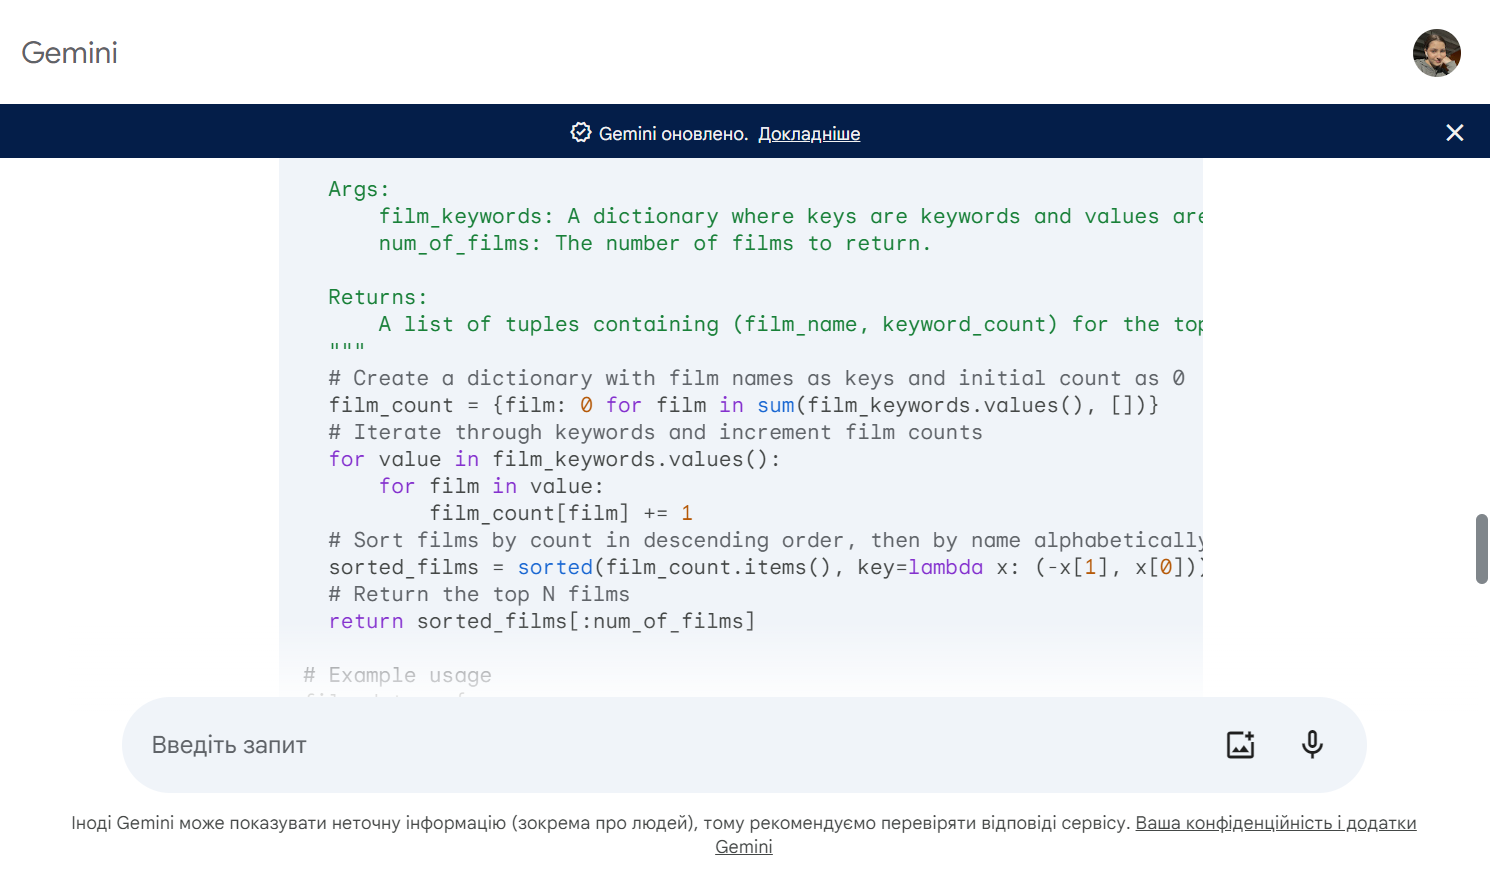 Gemini
Gemini оновлено. Докладніше
Args:
film_keywords: A dictionary where keys are keywords and values are
num_of_films: The number of films to return.
Returns:
A list of tuples containing (film_name, keyword_count) for the top
"""
# Create a dictionary with film names as keys and initial count as 0
film_count = {film: 0 for film in sum(film_keywords.values(), [])}
# Iterate through keywords and increment film counts
for value in film_keywords.values():
for film in value:
film_count[film] += 1
# Sort films by count in descending order, then by name alphabetically
sorted_films = sorted(film_count.items(), key=lambda x: (-x[1], x[0]))
# Return the top N films
return sorted_films[:num_of_films]
# Example usage
Введіть запит
Іноді Gemini може показувати неточну інформацію (зокрема про людей), тому рекомендуємо перевіряти відповіді сервісу. Ваша конфіденційність і додатки
Gemini